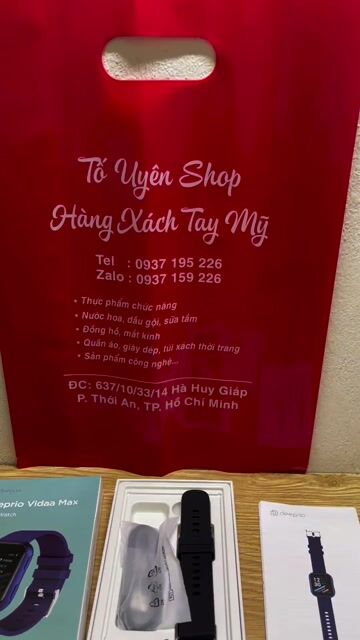 Tố Uyên Shop
Hàng Xách Tay Mỹ
Tel : 0937 195 226
Zalo : 0937 159 226
• Thực phẩm chức năng
• Nước hoa, dầu gội, sữa tắm
• Đồng hồ, mắt kính
• Quần áo, giày dép, túi xách thời trang
• Sản phẩm công nghệ...
ĐC: 637/10/33/14 Hà Huy Giáp
P. Thới An, TP. Hồ Chí Minh
eeprio Vidaa Max
Watch
deeprio